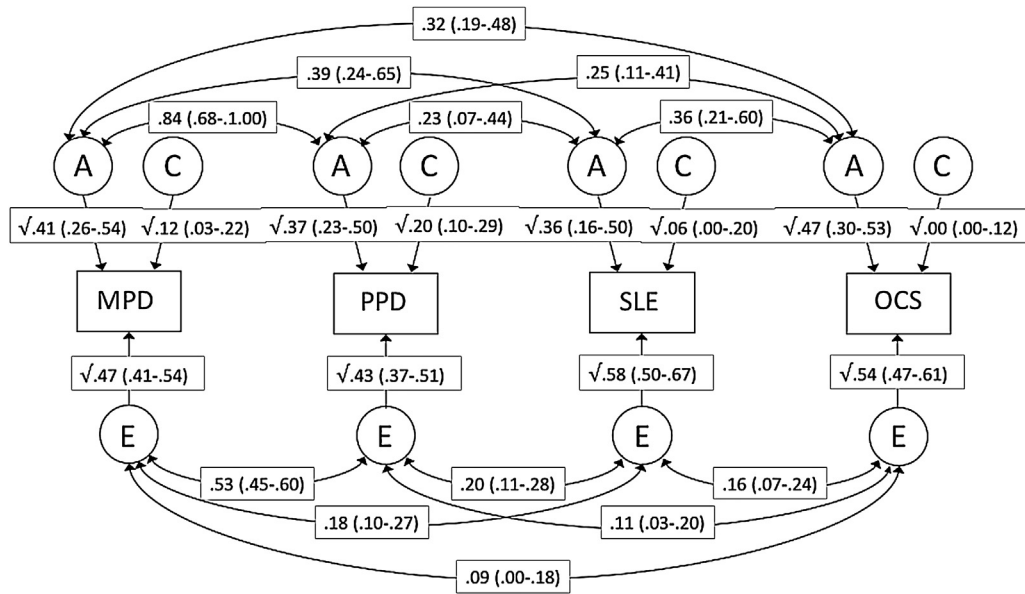 .32 (.19-.48)
.39 (.24-.65)
.25 (.11-.41)
.84 (.68-.1.00)
.23 (.07-.44)
.36 (.21-.60)
A C A C A C A C
√.41 (.26-.54) √.12 (.03-.22) √.37 (.23-.50) √.20 (.10-.29) √.36 (.16-.50) √.06 (.00-.20) √.47 (.30-.53) √.00 (.00-.12)
MPD PPD SLE OCS
√.47 (.41-.54) √.43 (.37-.51) √.58 (.50-.67) √.54 (.47-.61)
E E E E
.53 (.45-.60) .20 (.11-.28) .16 (.07-.24)
.18 (.10-.27) .11 (.03-.20)
.09 (.00-.18)